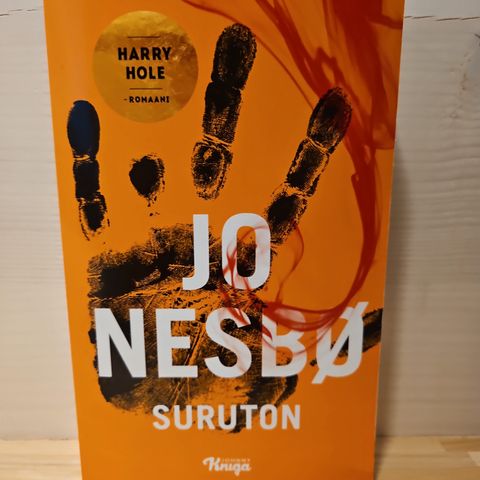 HARRY
HOLE
-ROMAANI
JO
NESBØ
SURUTON
JOHNNY
Kniga